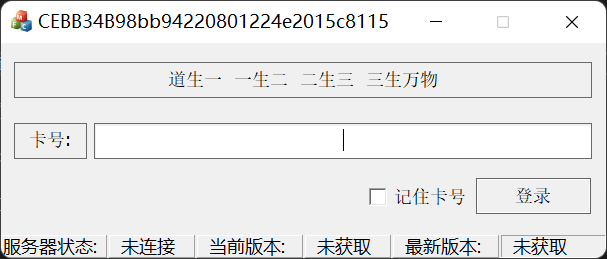 CEBB34B98bb94220801224e2015c8115
道生一 一生二 二生三 三生万物
卡号:
记住卡号 登录
服务器状态: 未连接 当前版本: 未获取 最新版本: 未获取